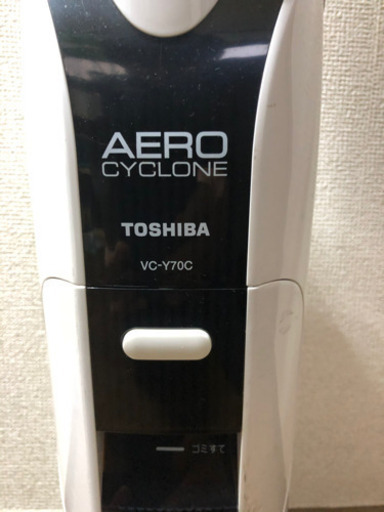 AERO
CYCLONE
TOSHIBA
VC-Y70C
ゴミすて